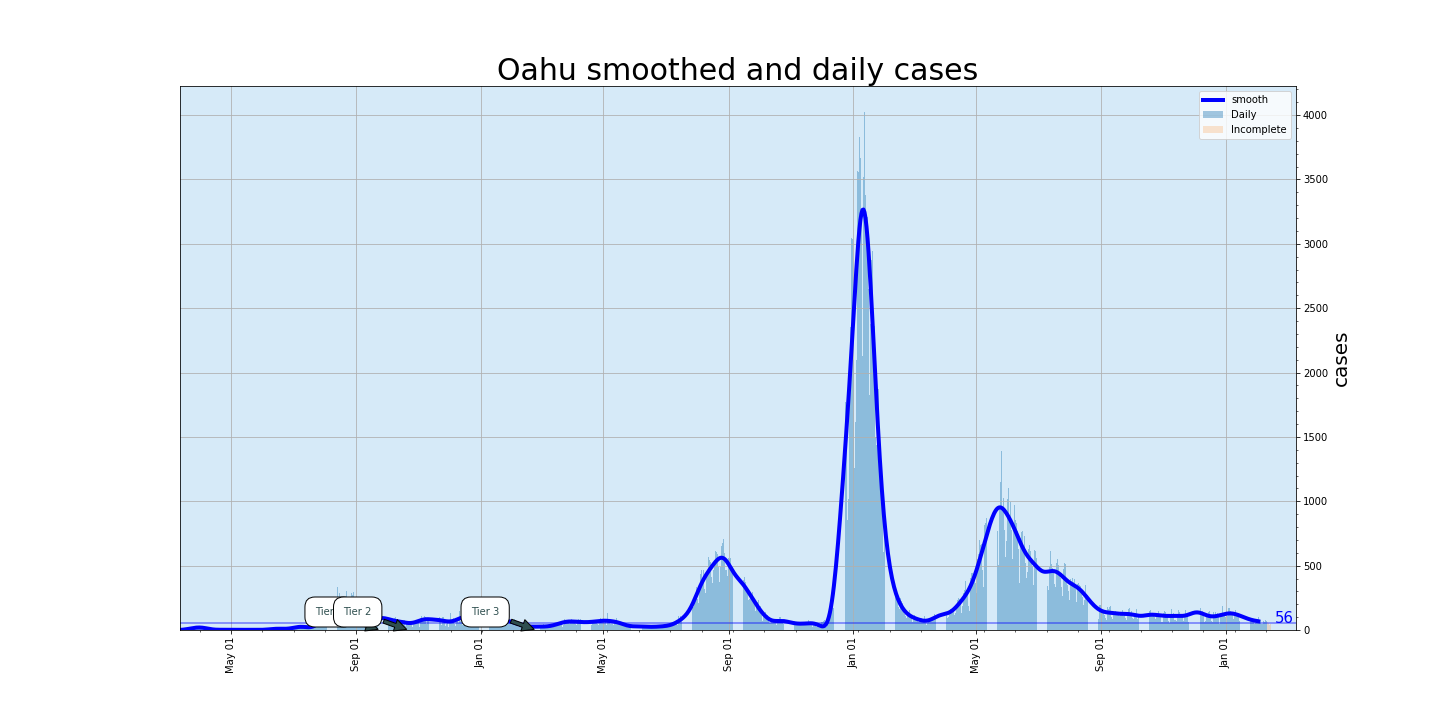 Oahu smoothed and daily cases
smooth
Daily
Incomplete
4000
3500
3000
2500
2000
1500
1000
500
0
cases
56
Tier
Tier 2
Tier 3
May 01
Sep 01
Jan 01
May 01
Sep 01
Jan 01
May 01
Sep 01
Jan 01